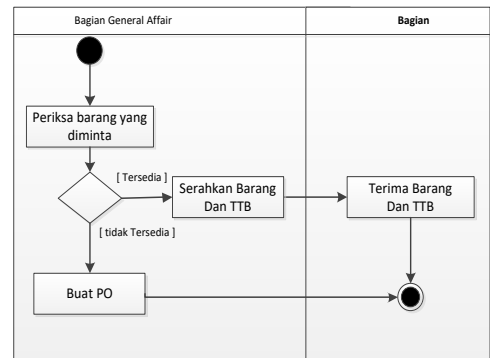 Bagian General Affair
Bagian
Periksa barang yang
diminta
[ Tersedia ]
Serahkan Barang
Dan TTB
Terima Barang
Dan TTB
[ tidak Tersedia ]
Buat PO